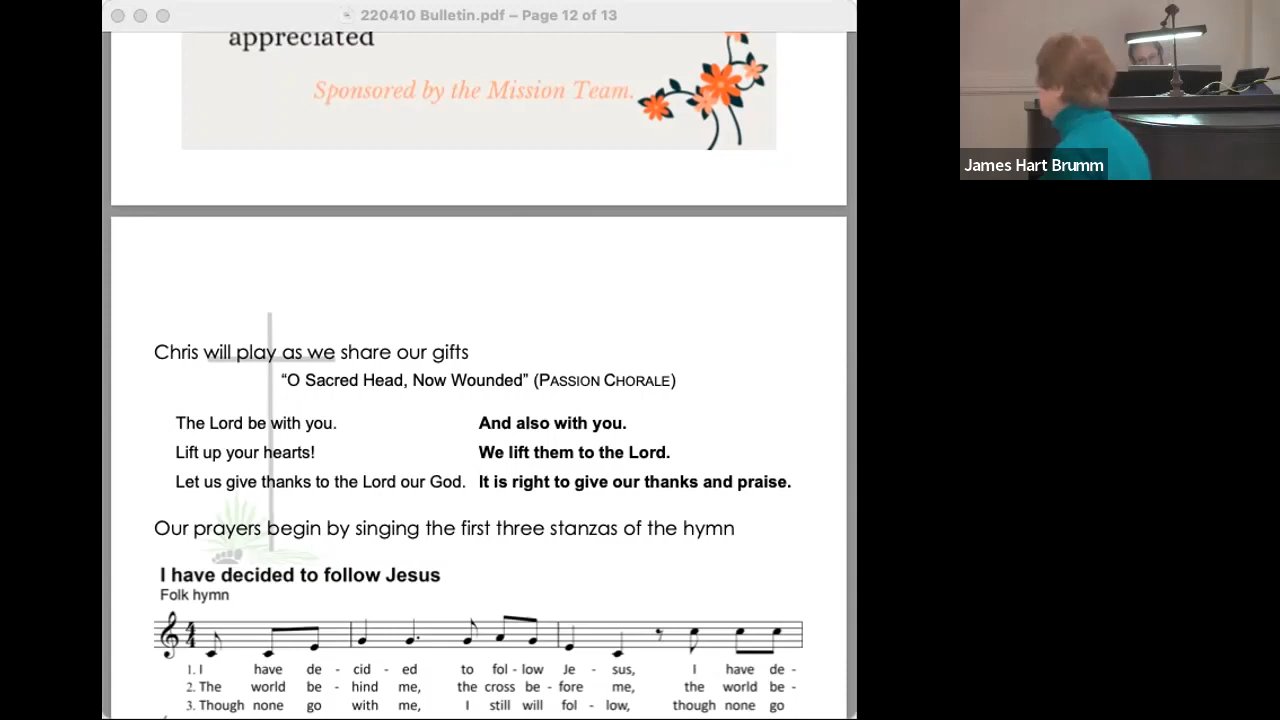 220410 Bulletin.pdf – Page 12 of 13
appreciated
Sponsored by the Mission Team.
James Hart Brumm
Chris will play as we share our gifts
“O Sacred Head, Now Wounded” (PASSION CHORALE)
The Lord be with you. And also with you.
Lift up your hearts! We lift them to the Lord.
Let us give thanks to the Lord our God. It is right to give our thanks and praise.
Our prayers begin by singing the first three stanzas of the hymn
I have decided to follow Jesus
Folk hymn
1. I have de - cid - ed to fol - low Je - sus, I have de -
2. The world be - hind me, the cross be - fore me, the world be -
3. Though none go with me, I still will fol - low, though none go